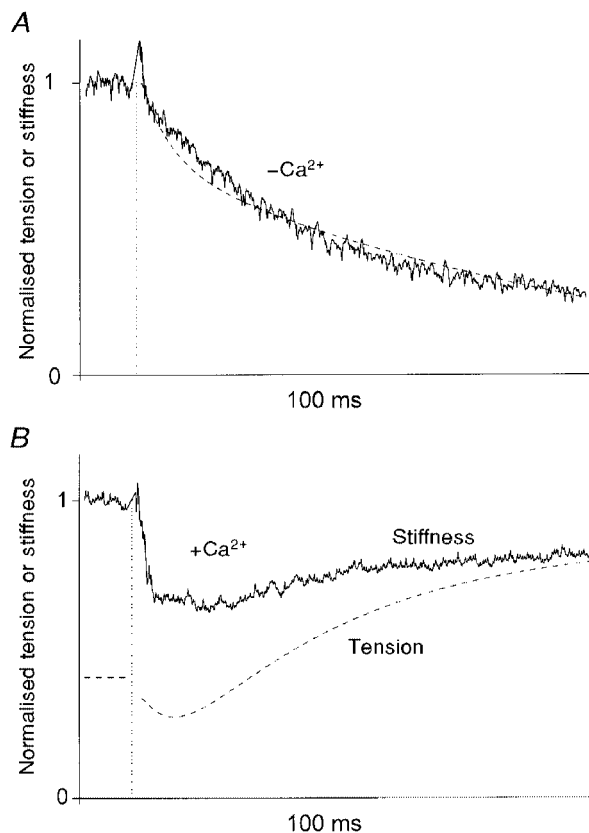 A
Normalised tension or stiffness
1
0
−Ca²⁺
100 ms
B
Normalised tension or stiffness
1
0
+Ca²⁺
Stiffness
Tension
100 ms